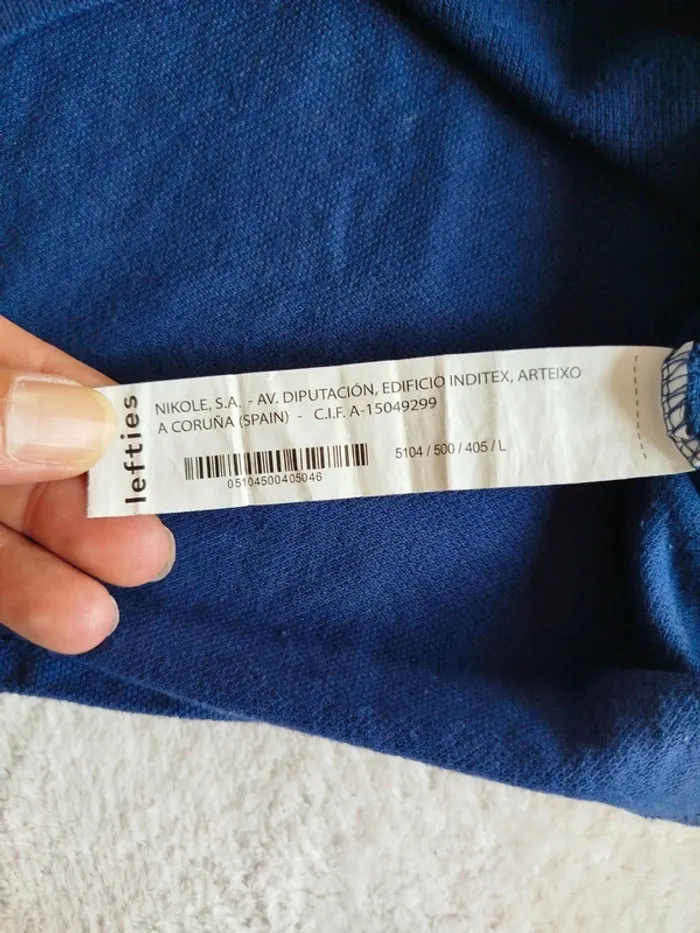 lefties
NIKOLE, S.A. - AV. DIPUTACIÓN, EDIFICIO INDITEX, ARTEIXO
A CORUÑA (SPAIN) - C.I.F. A-15049299
05104500405046
5104 / 500 / 405 / L